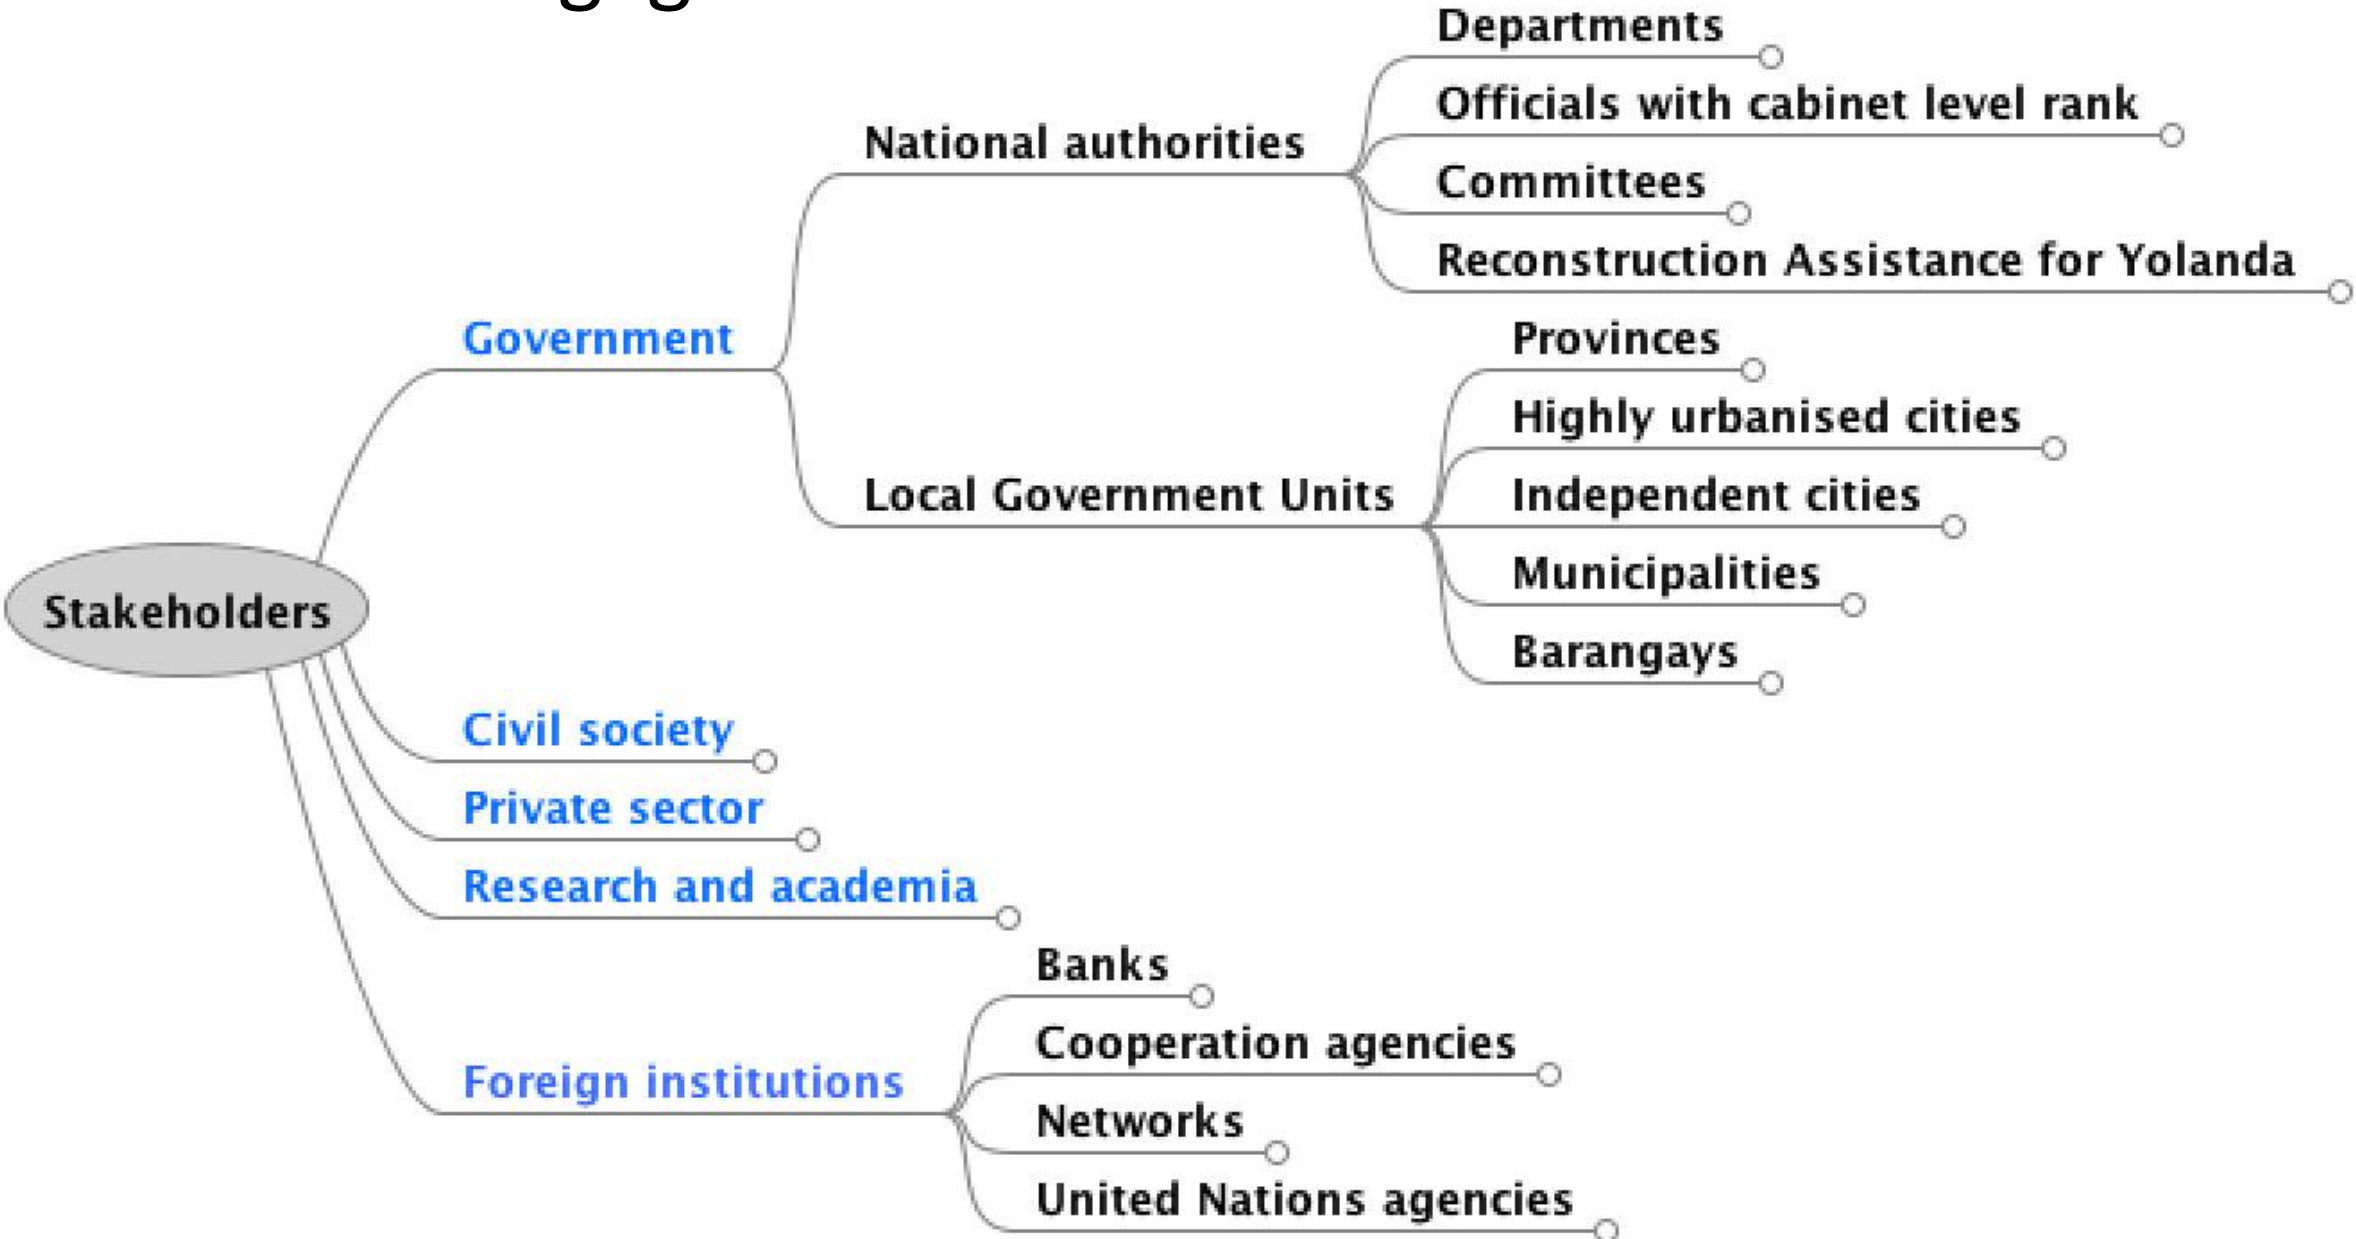 Departments
Officials with cabinet level rank
National authorities
Committees
Reconstruction Assistance for Yolanda
Government
Provinces
Highly urbanised cities
Local Government Units
Independent cities
Municipalities
Barangays
Stakeholders
Civil society
Private sector
Research and academia
Banks
Cooperation agencies
Foreign institutions
Networks
United Nations agencies